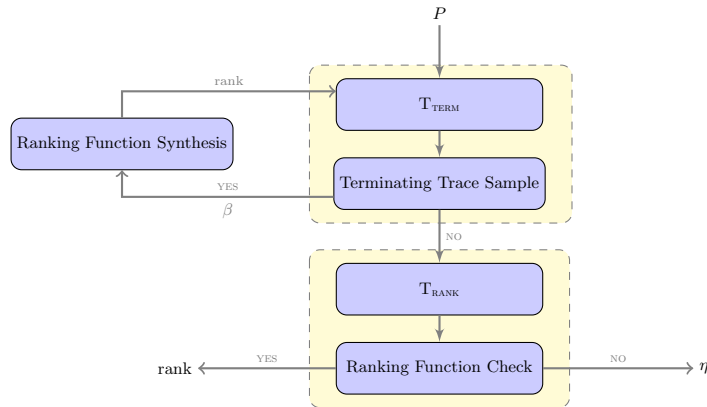 P
rank
T_TERM
Ranking Function Synthesis
Terminating Trace Sample
YES
β
NO
T_RANK
rank
YES
Ranking Function Check
NO
η